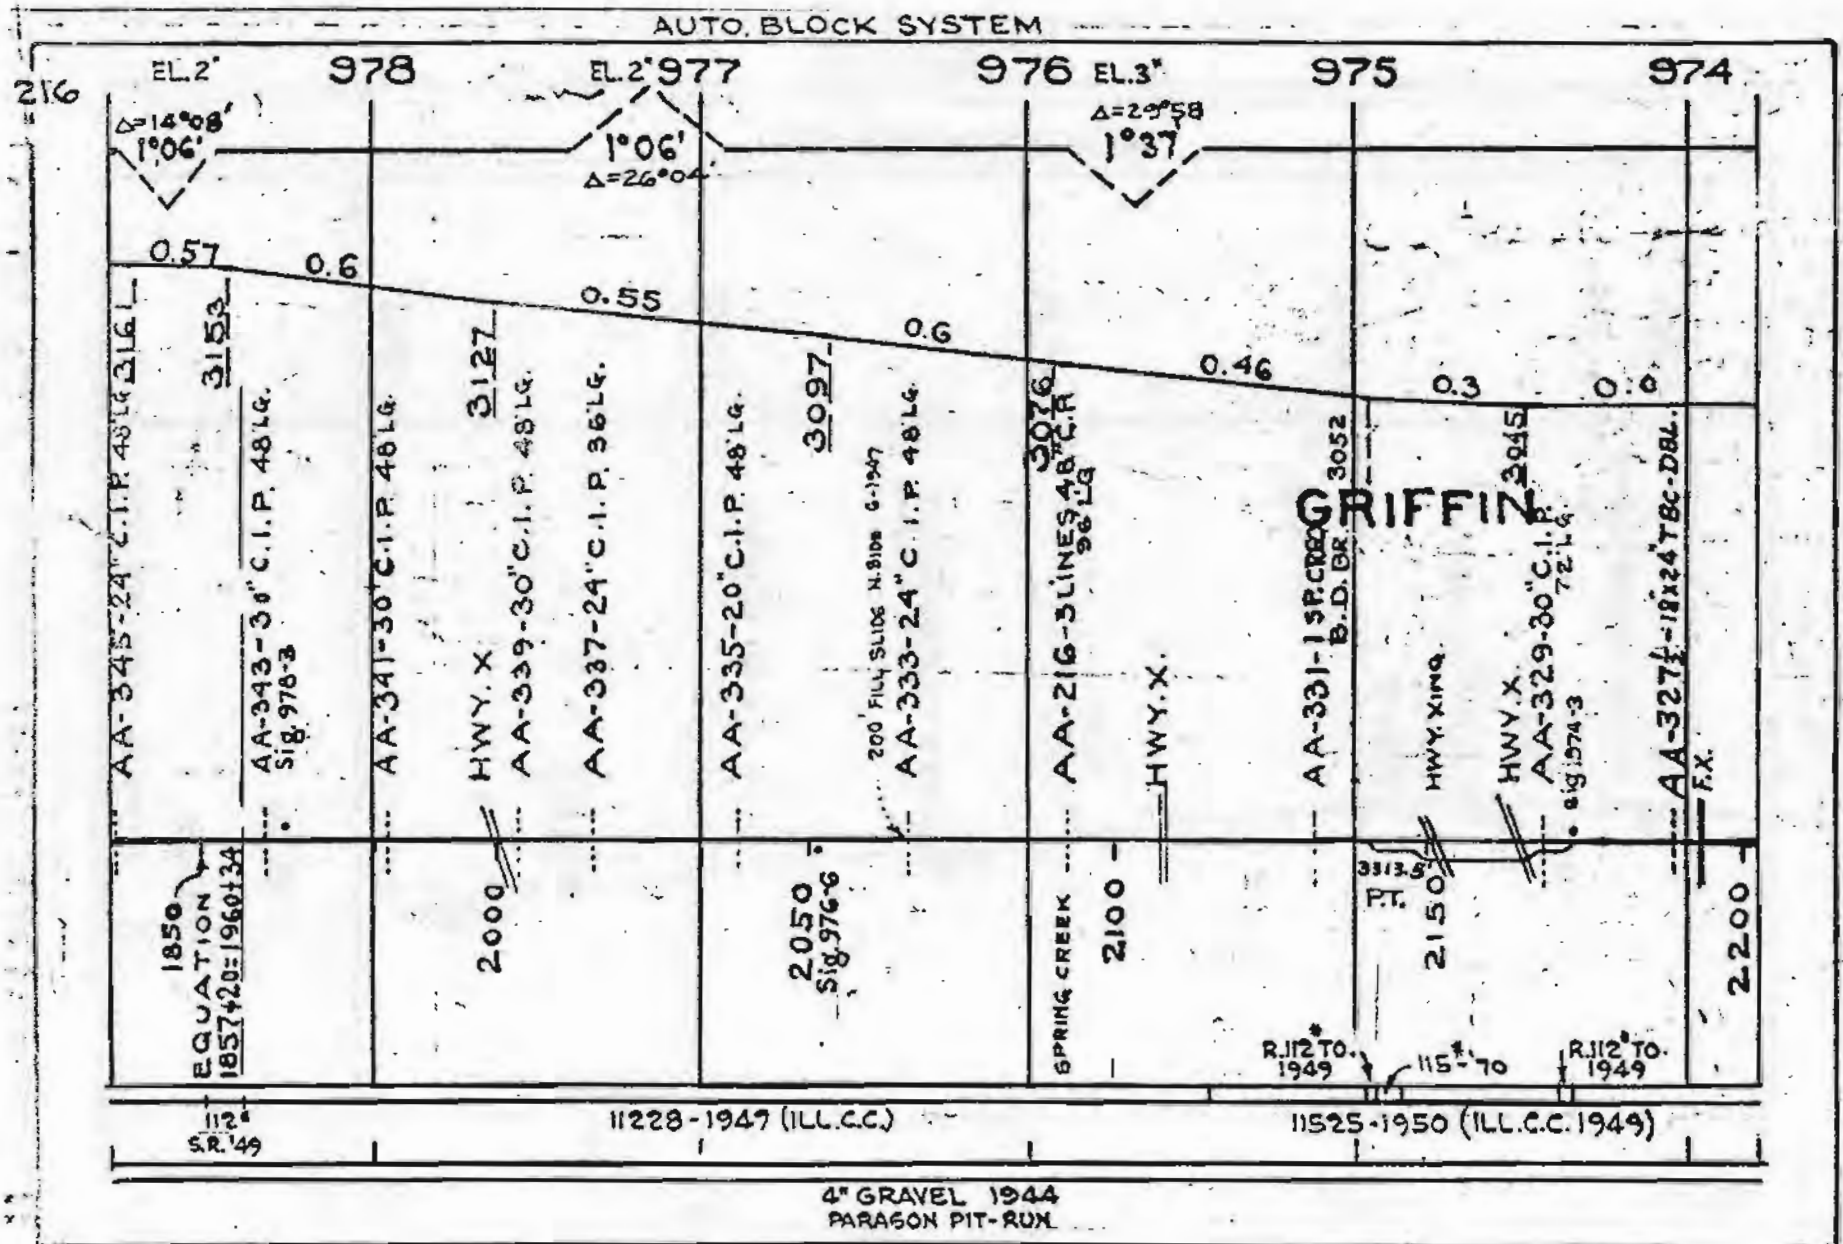 AUTO. BLOCK SYSTEM
216
EL.2"
978
EL.2"
977
976
EL.3"
975
974
Δ=14°08'
1°06'
1°06'
Δ=26°04'
Δ=29°58
1°37'
0.57
0.6
0.55
0.6
0.46
0.3
0.0
3161
3153
3127
3097
3076
3052
3045
GRIFFIN
AA-345-24" C.I.P. 48'LG
AA-343-30" C.I.P. 48'LG.
Sig. 978-3
AA-341-30" C.I.P. 48'LG.
HWY. X
AA-339-30" C.I.P. 48'LG.
AA-337-24" C.I.P. 36'LG.
AA-335-20" C.I.P. 48'LG.
200' FILL SLIDE N.SIDE 6-1947
AA-333-24" C.I.P. 48'LG.
AA-216-3 LINES 48" C.R
96'LG
HWY.X.
AA-331-1 SP. CREO
B.D.BR.
HWY. XING.
HWY.X.
AA-329-30" C.I.P.
72'LG.
Sig. 974-3
AA-327½-18x24" TBC-DBL.
F.X.
1850
EQUATION
1857+20=1960+34
2000
2050
Sig. 976-6
SPRING CREEK
2100
3313.5'
P.T.
2150
2200
R.112# TO.
1949
115#-70
R.112# TO.
1949
112#
S.R.'49
11228-1947 (ILL.C.C.)
11525-1950 (ILL.C.C.1949)
4" GRAVEL 1944
PARAGON PIT-RUN